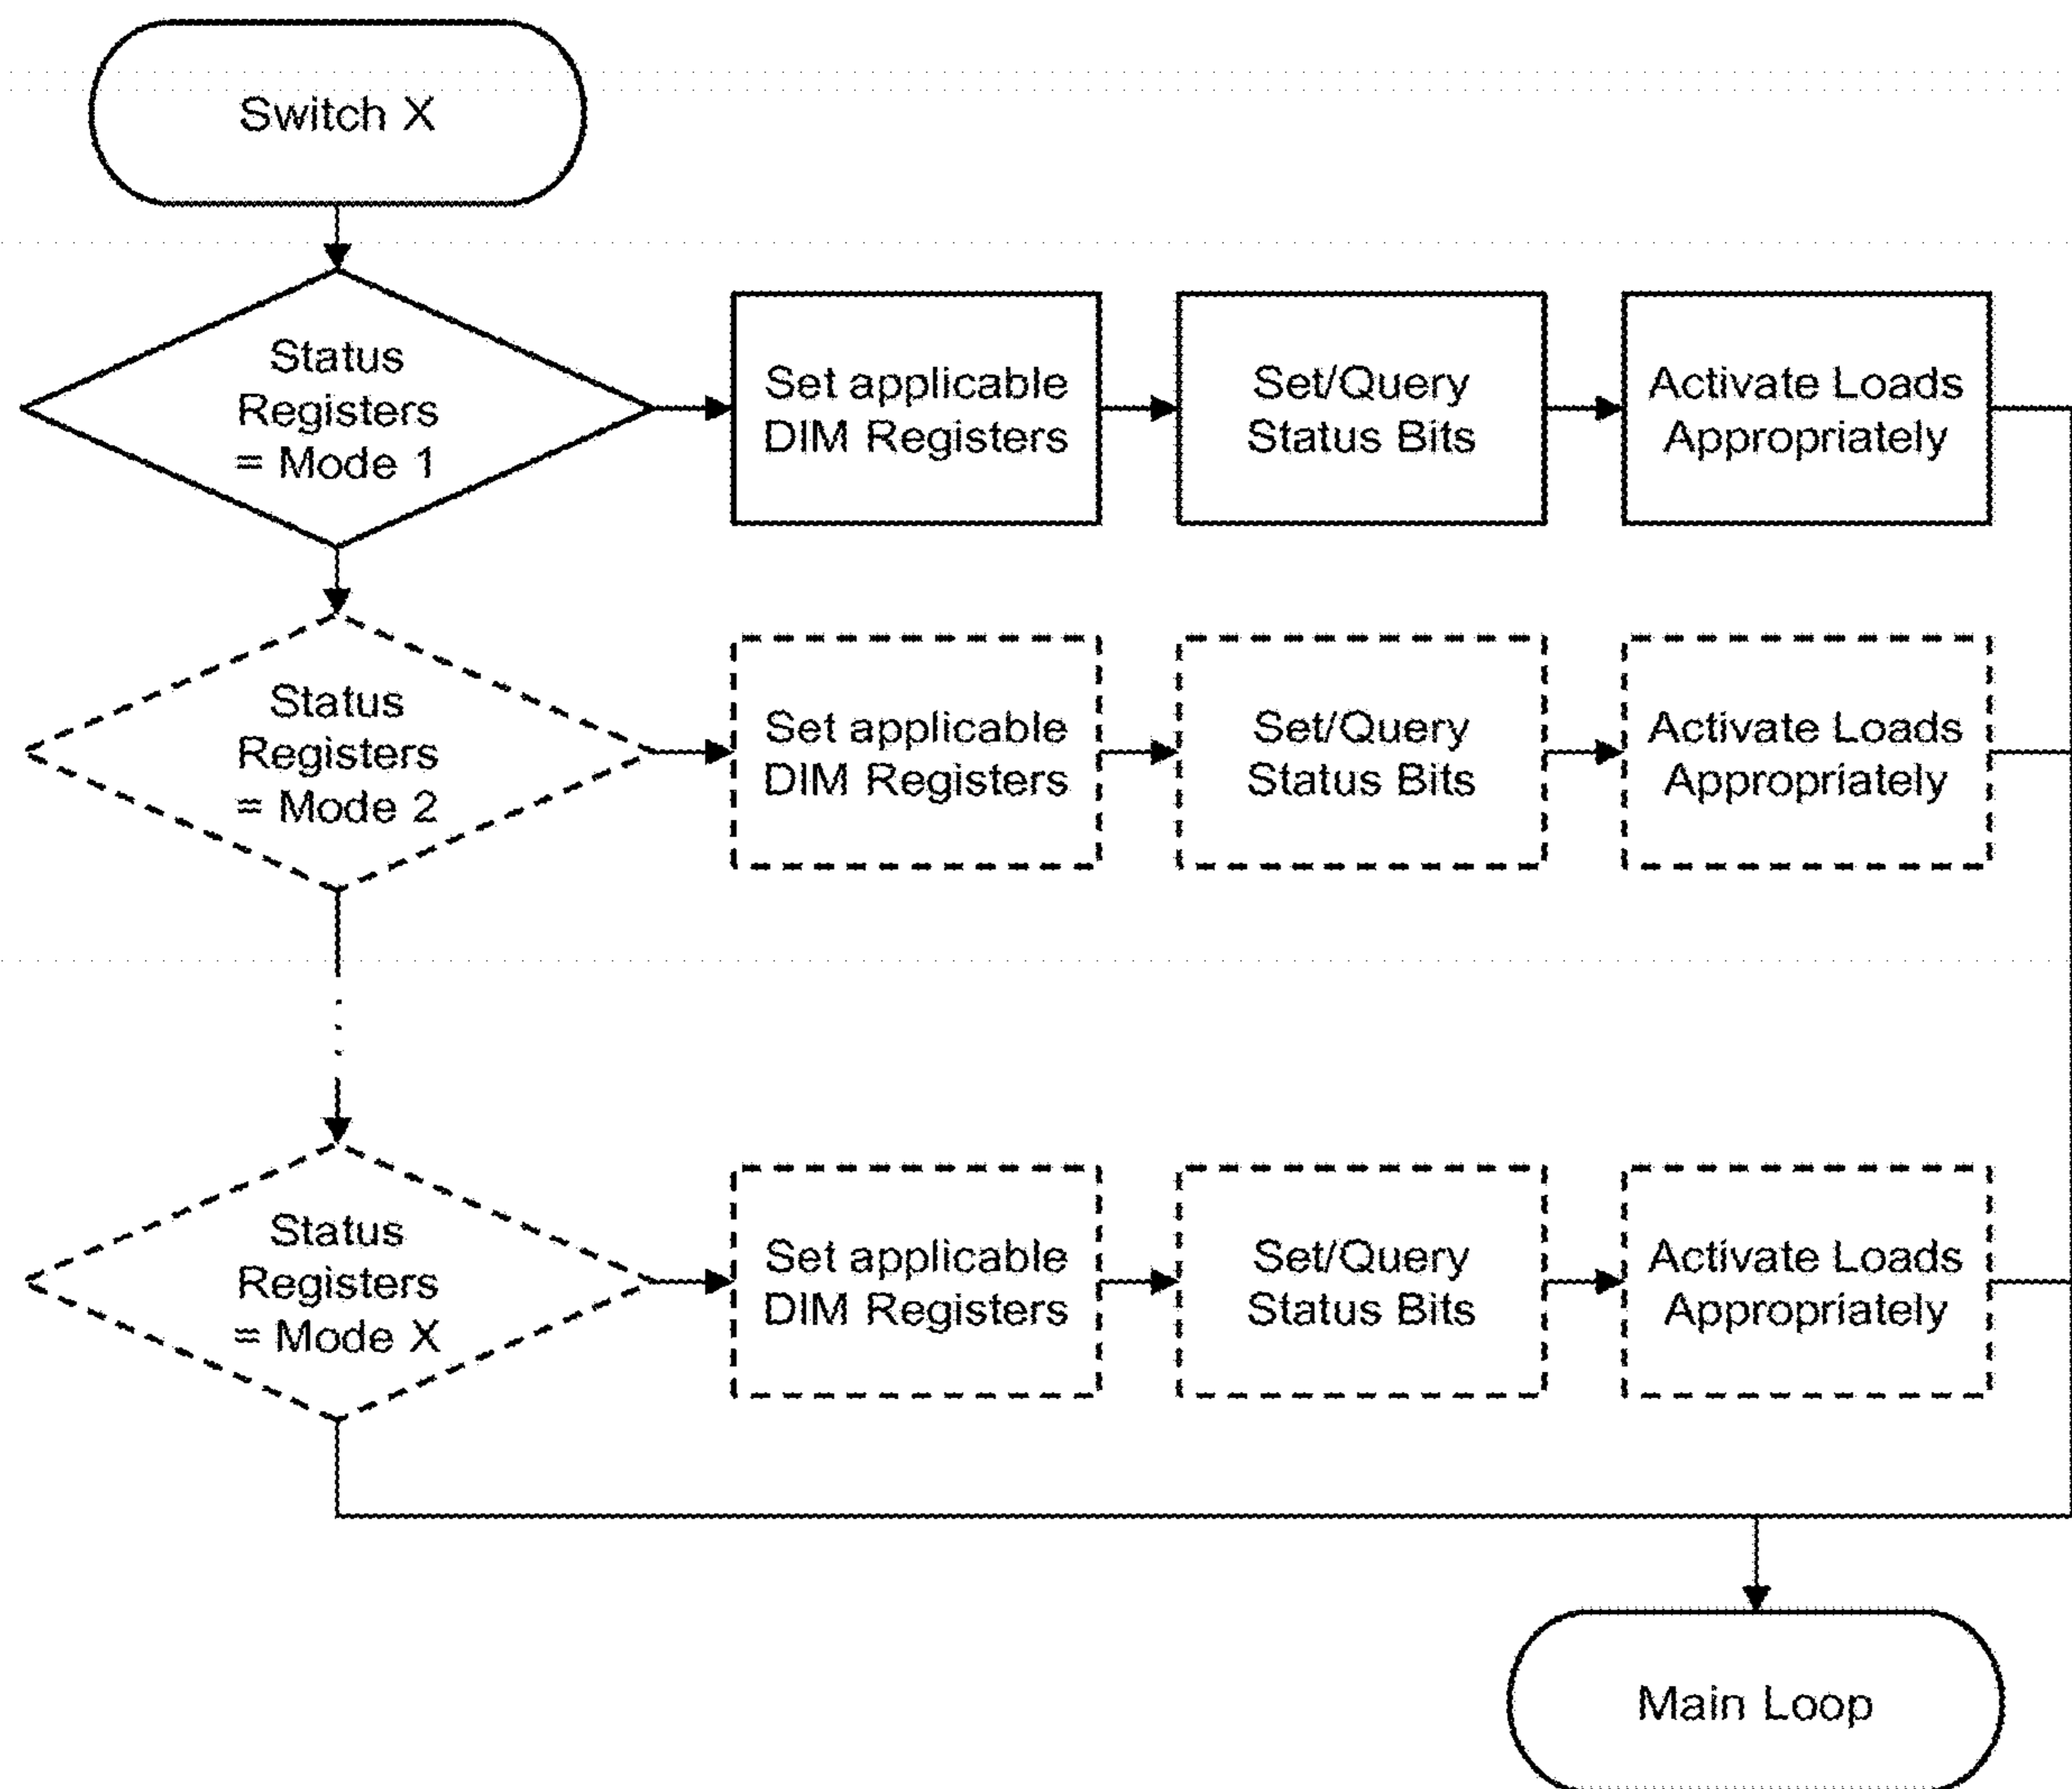 Switch X
Status
Registers
= Mode 1
Set applicable
DIM Registers
Set/Query
Status Bits
Activate Loads
Appropriately
Status
Registers
= Mode 2
Set applicable
DIM Registers
Set/Query
Status Bits
Activate Loads
Appropriately
Status
Registers
= Mode X
Set applicable
DIM Registers
Set/Query
Status Bits
Activate Loads
Appropriately
Main Loop